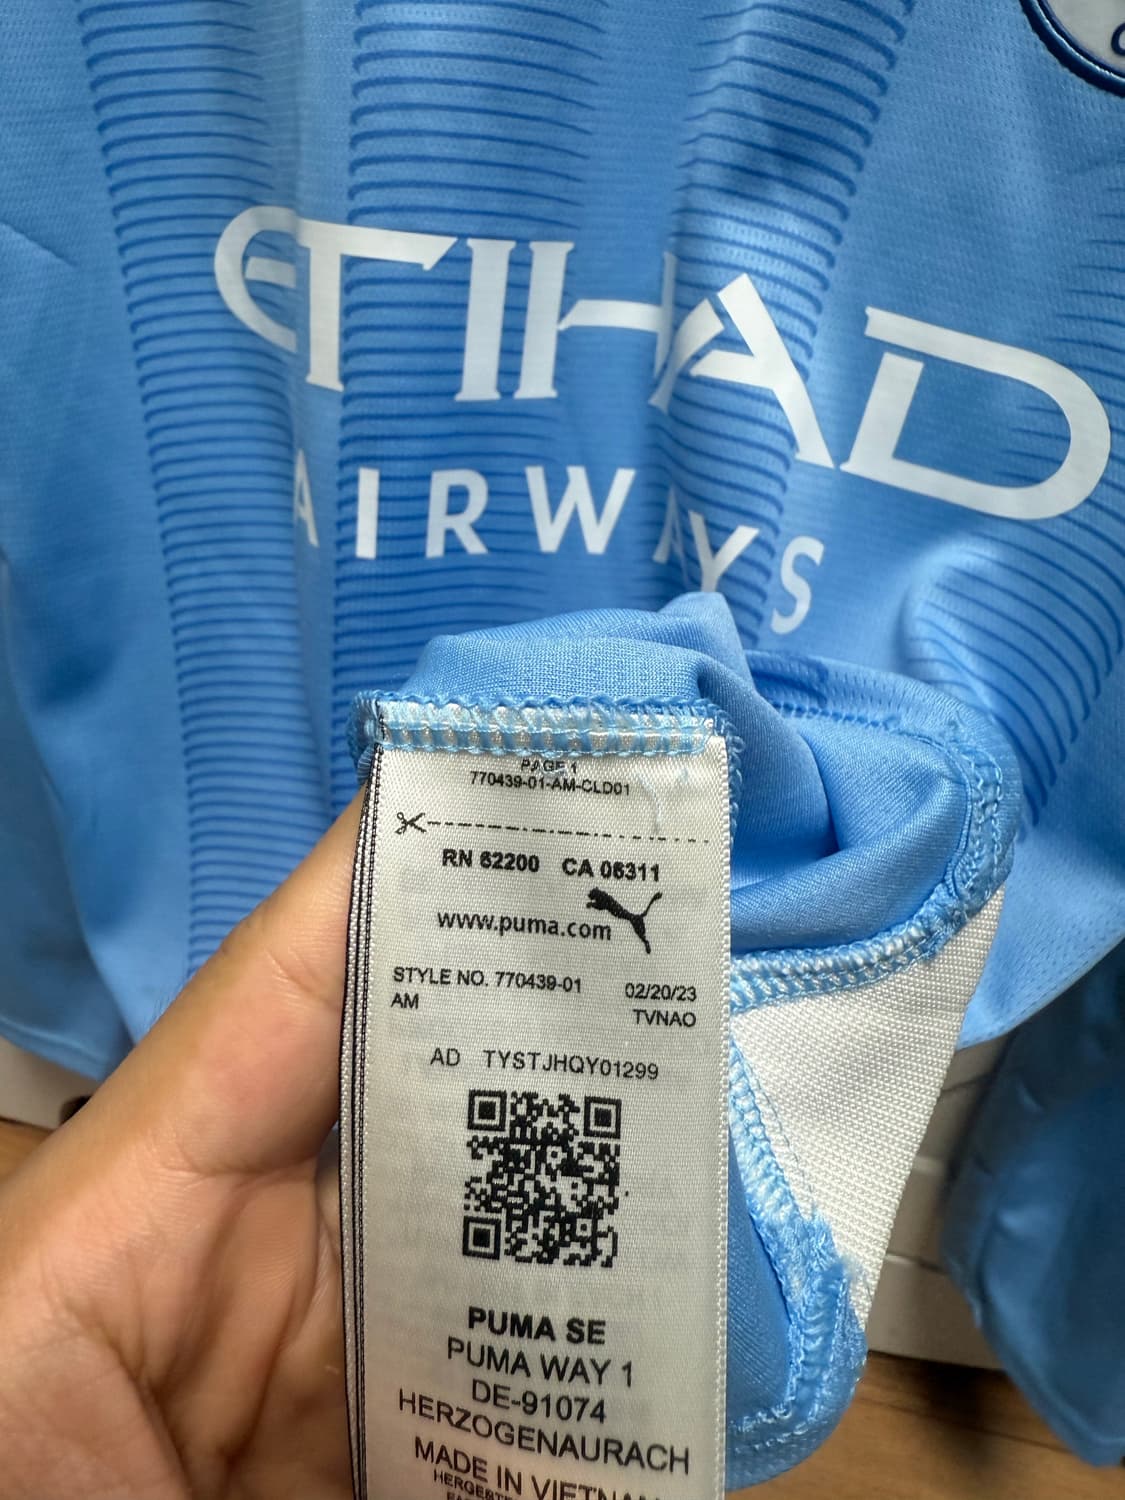 ETIHAD
AIRWAYS
PAGE 1
770439-01-AM-CLD01
RN 62200 CA 06311
www.puma.com
STYLE NO. 770439-01 02/20/23
AM TVNAO
AD TYSTJHQY01299
PUMA SE
PUMA WAY 1
DE-91074
HERZOGENAURACH
MADE IN VIETNAM